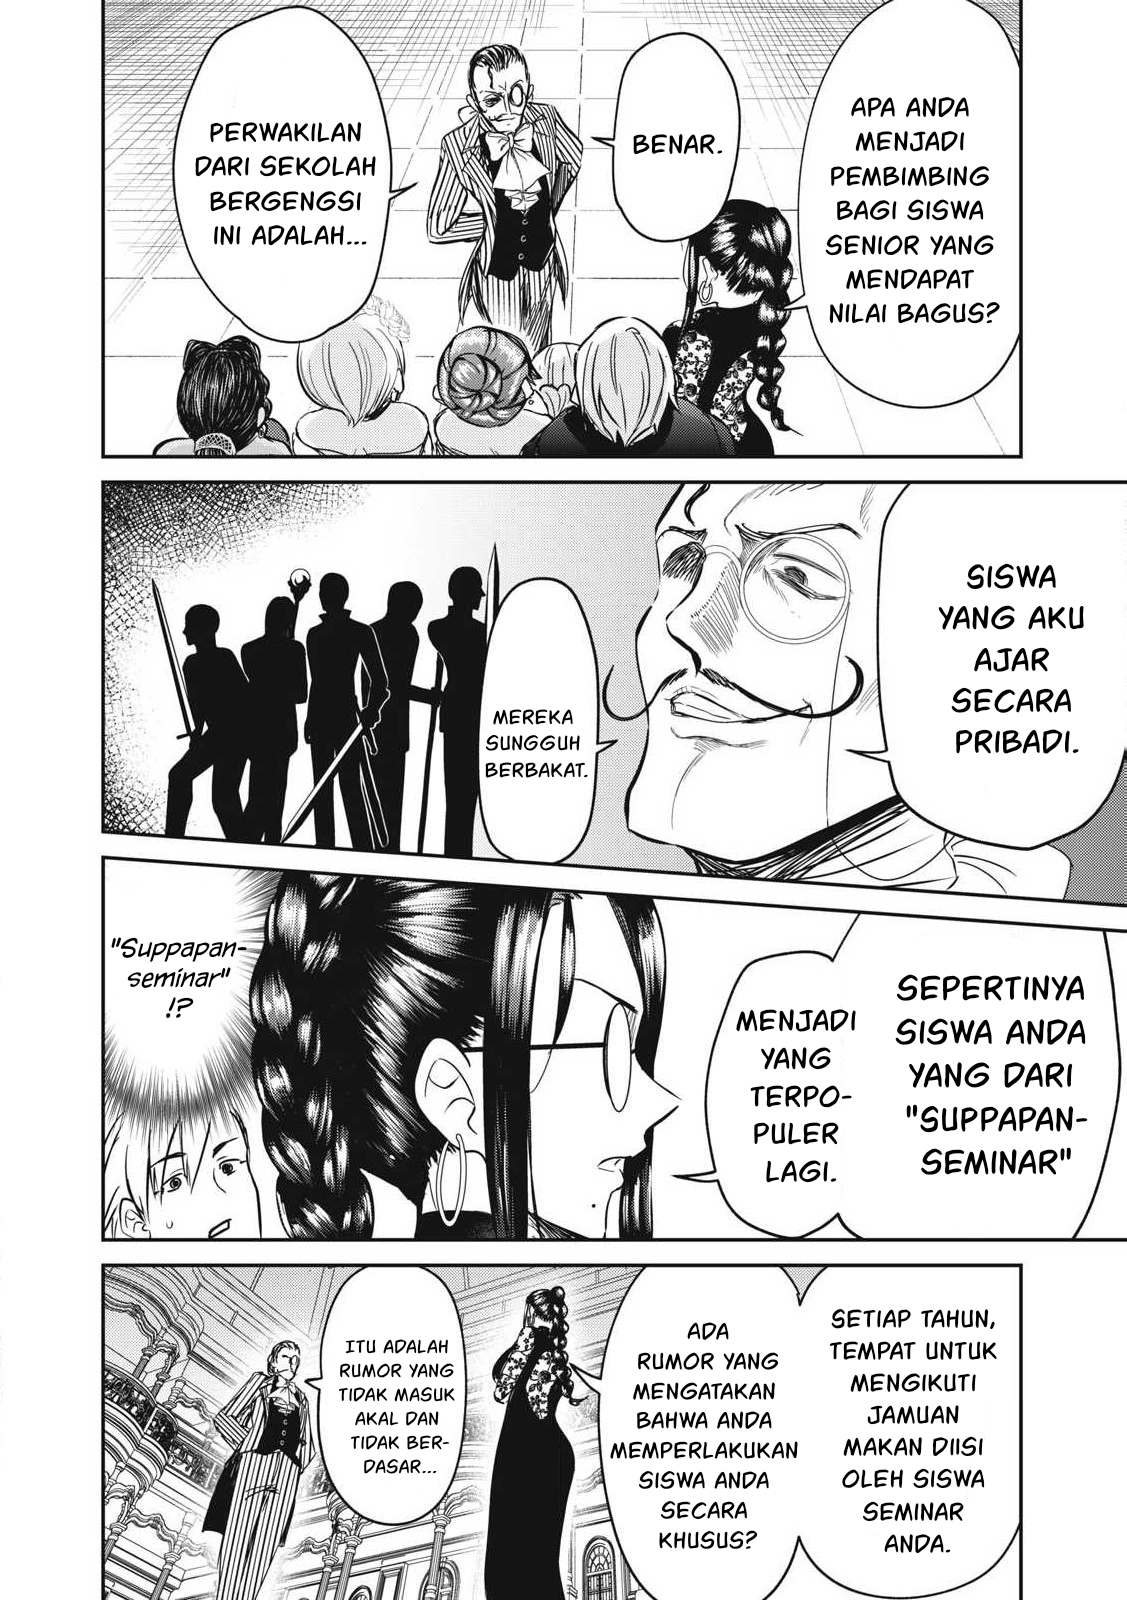 APA ANDA
MENJADI
PEMBIMBING
BAGI SISWA
SENIOR YANG
MENDAPAT
NILAI BAGUS?
BENAR.
PERWAKILAN
DARI SEKOLAH
BERGENGSI
INI ADALAH...
SISWA
YANG AKU
AJAR
SECARA
PRIBADI.
MEREKA
SUNGGUH
BERBAKAT.
SEPERTINYA
SISWA ANDA
YANG DARI
"SUPPAPAN-
SEMINAR"
MENJADI
YANG
TERPO-
PULER
LAGI.
"Suppapan-
seminar"
!?
SETIAP TAHUN,
TEMPAT UNTUK
MENGIKUTI
JAMUAN
MAKAN DIISI
OLEH SISWA
SEMINAR
ANDA.
ADA
RUMOR YANG
MENGATAKAN
BAHWA ANDA
MEMPERLAKUKAN
SISWA ANDA
SECARA
KHUSUS?
ITU ADALAH
RUMOR YANG
TIDAK MASUK
AKAL DAN
TIDAK BER-
DASAR...